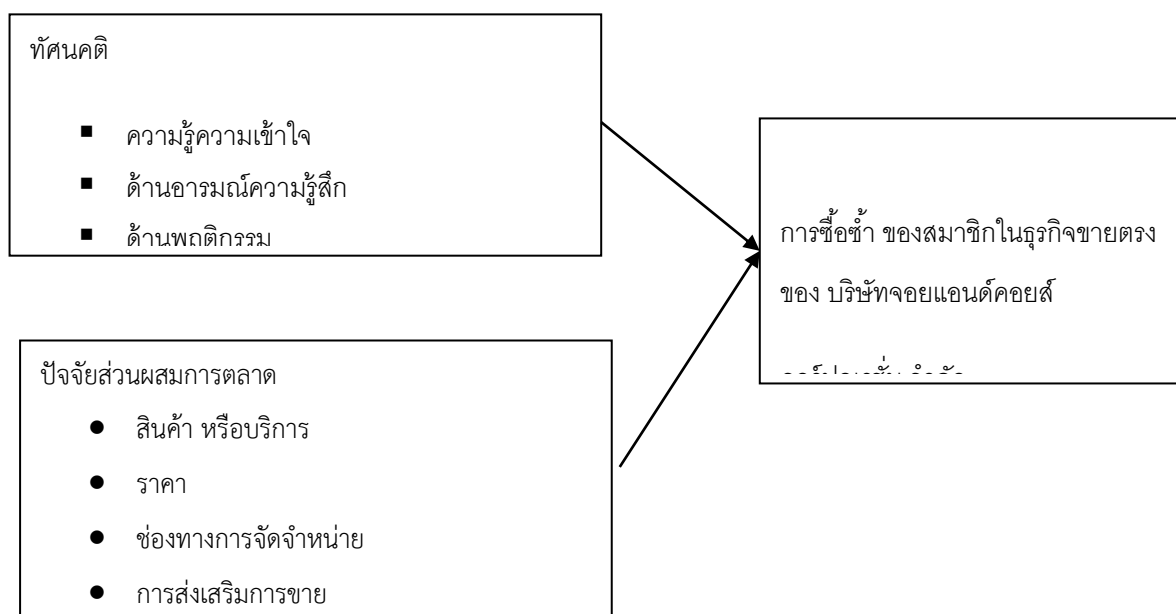 ทัศนคติ
ความรู้ความเข้าใจ
ด้านอารมณ์ความรู้สึก
ด้านพฤติกรรม
การซื้อซ้ำ ของสมาชิกในธุรกิจขายตรง
ของ บริษัทจอยแอนด์คอยส์
ปัจจัยส่วนผสมการตลาด
สินค้า หรือบริการ
ราคา
ช่องทางการจัดจำหน่าย
การส่งเสริมการขาย